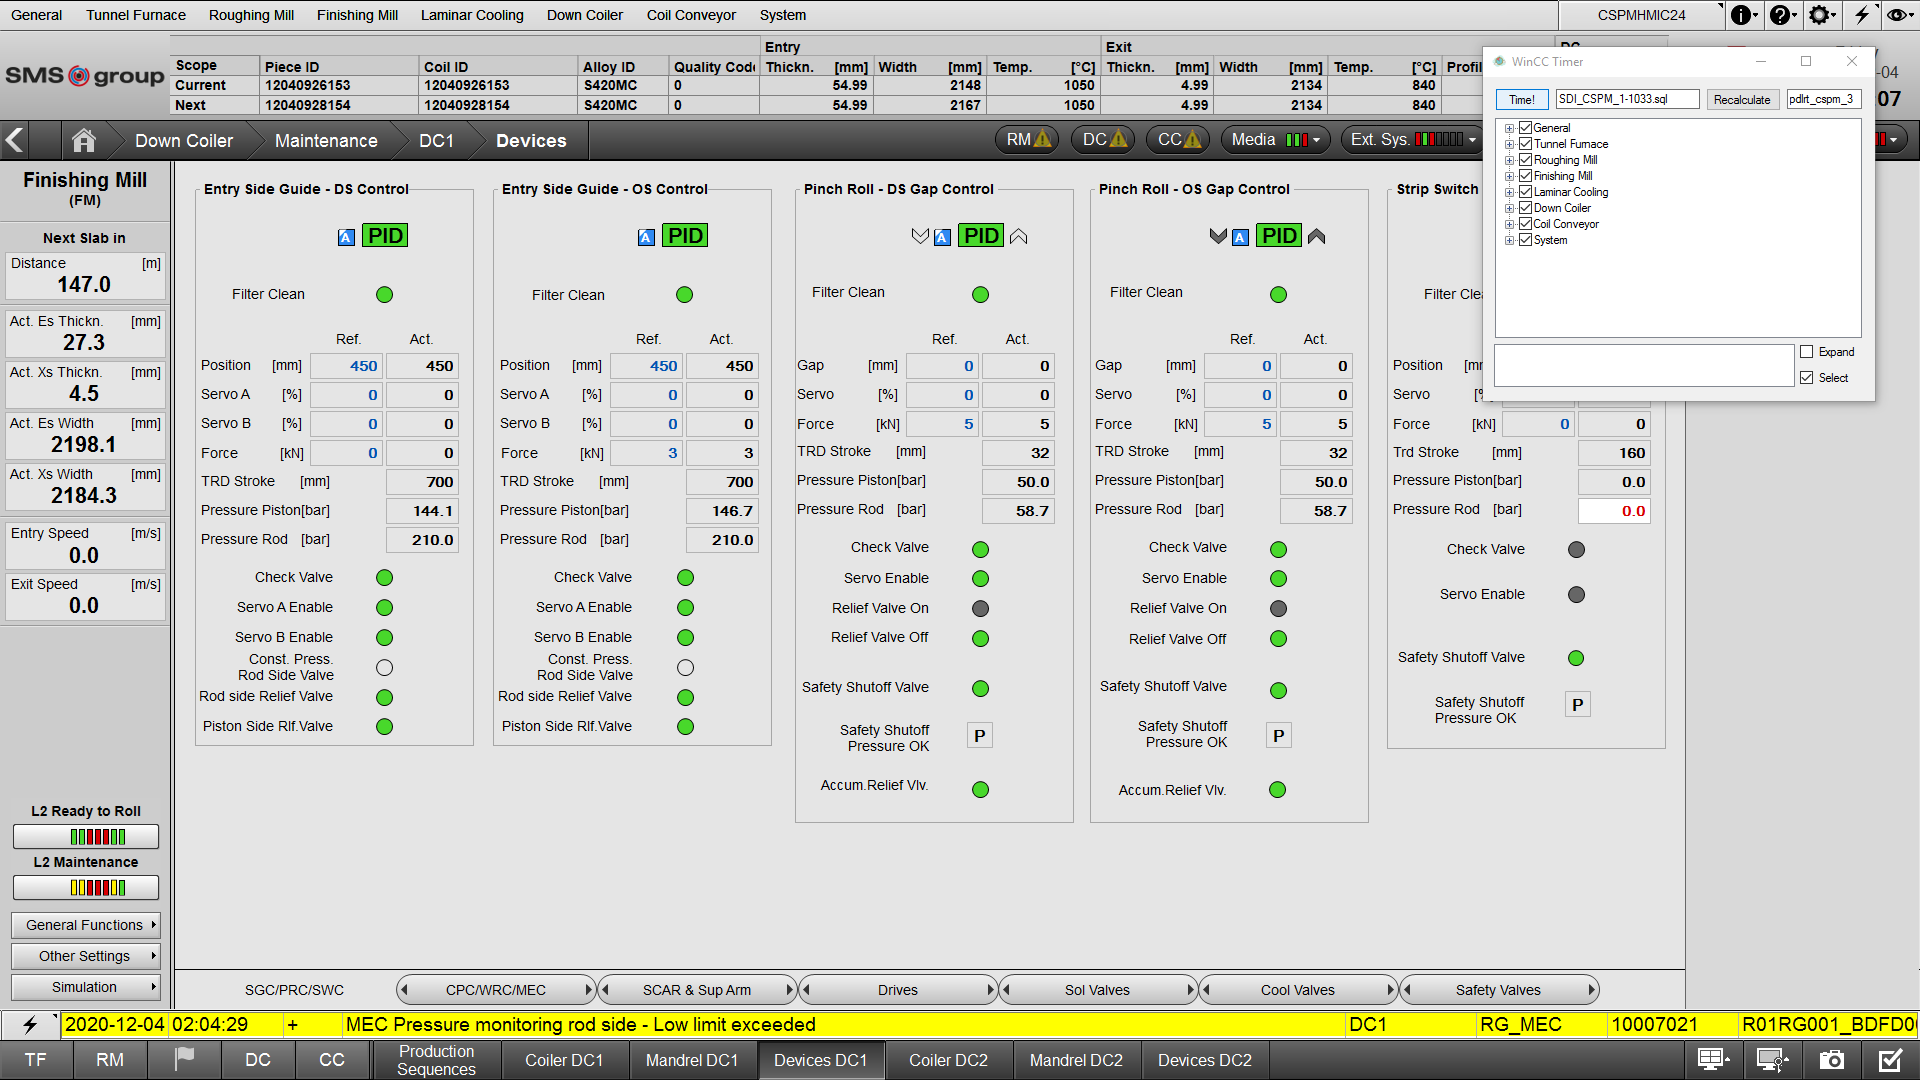 General Tunnel Furnace Roughing Mill Finishing Mill Laminar Cooling Down Coiler Coil Conveyor System CSPMHMIC24
SMS group
Entry Exit
Scope Piece ID Coil ID Alloy ID Quality Code Thickn. [mm] Width [mm] Temp. [°C] Thickn. [mm] Width [mm] Temp. [°C] Profil
Current 12040926153 12040926153 S420MC 0 54.99 2148 1050 4.99 2134 840
Next 12040928154 12040928154 S420MC 0 54.99 2167 1050 4.99 2134 840
-04
07
WinCC Timer
Time! SDI_CSPM_1-1033.sql Recalculate pdlrt_cspm_3
General
Tunnel Furnace
Roughing Mill
Finishing Mill
Laminar Cooling
Down Coiler
Coil Conveyor
System
Expand
Select
Down Coiler Maintenance DC1 Devices RM DC CC Media Ext. Sys.
Finishing Mill
(FM)
Next Slab in
Distance [m]
147.0
Act. Es Thickn. [mm]
27.3
Act. Xs Thickn. [mm]
4.5
Act. Es Width [mm]
2198.1
Act. Xs Width [mm]
2184.3
Entry Speed [m/s]
0.0
Exit Speed [m/s]
0.0
L2 Ready to Roll
L2 Maintenance
General Functions
Other Settings
Simulation
Entry Side Guide - DS Control
A PID
Filter Clean
Ref. Act.
Position [mm] 450 450
Servo A [%] 0 0
Servo B [%] 0 0
Force [kN] 0 0
TRD Stroke [mm] 700
Pressure Piston[bar] 144.1
Pressure Rod [bar] 210.0
Check Valve
Servo A Enable
Servo B Enable
Const. Press.
Rod Side Valve
Rod side Relief Valve
Piston Side Rlf.Valve
Entry Side Guide - OS Control
A PID
Filter Clean
Ref. Act.
Position [mm] 450 450
Servo A [%] 0 0
Servo B [%] 0 0
Force [kN] 3 3
TRD Stroke [mm] 700
Pressure Piston[bar] 146.7
Pressure Rod [bar] 210.0
Check Valve
Servo A Enable
Servo B Enable
Const. Press.
Rod Side Valve
Rod side Relief Valve
Piston Side Rlf.Valve
Pinch Roll - DS Gap Control
A PID
Filter Clean
Ref. Act.
Gap [mm] 0 0
Servo [%] 0 0
Force [kN] 5 5
TRD Stroke [mm] 32
Pressure Piston[bar] 50.0
Pressure Rod [bar] 58.7
Check Valve
Servo Enable
Relief Valve On
Relief Valve Off
Safety Shutoff Valve
Safety Shutoff
Pressure OK P
Accum.Relief Vlv.
Pinch Roll - OS Gap Control
A PID
Filter Clean
Ref. Act.
Gap [mm] 0 0
Servo [%] 0 0
Force [kN] 5 5
TRD Stroke [mm] 32
Pressure Piston[bar] 50.0
Pressure Rod [bar] 58.7
Check Valve
Servo Enable
Relief Valve On
Relief Valve Off
Safety Shutoff Valve
Safety Shutoff
Pressure OK P
Accum.Relief Vlv.
Strip Switch
Filter Cle
Position [m
Servo [%]
Force [kN] 0 0
Trd Stroke [mm] 160
Pressure Piston[bar] 0.0
Pressure Rod [bar] 0.0
Check Valve
Servo Enable
Safety Shutoff Valve
Safety Shutoff
Pressure OK P
SGC/PRC/SWC CPC/WRC/MEC SCAR & Sup Arm Drives Sol Valves Cool Valves Safety Valves
2020-12-04 02:04:29 + MEC Pressure monitoring rod side - Low limit exceeded DC1 RG_MEC 10007021 R01RG001_BDFD0
TF RM DC CC Production Sequences Coiler DC1 Mandrel DC1 Devices DC1 Coiler DC2 Mandrel DC2 Devices DC2